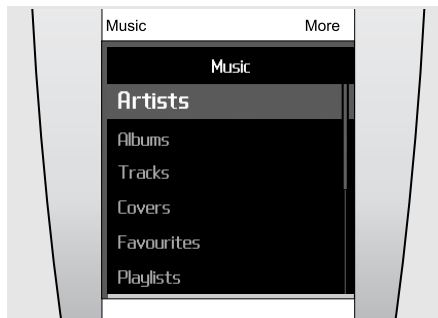 Music More
Music
Artists
Albums
Tracks
Covers
Favourites
Playlists